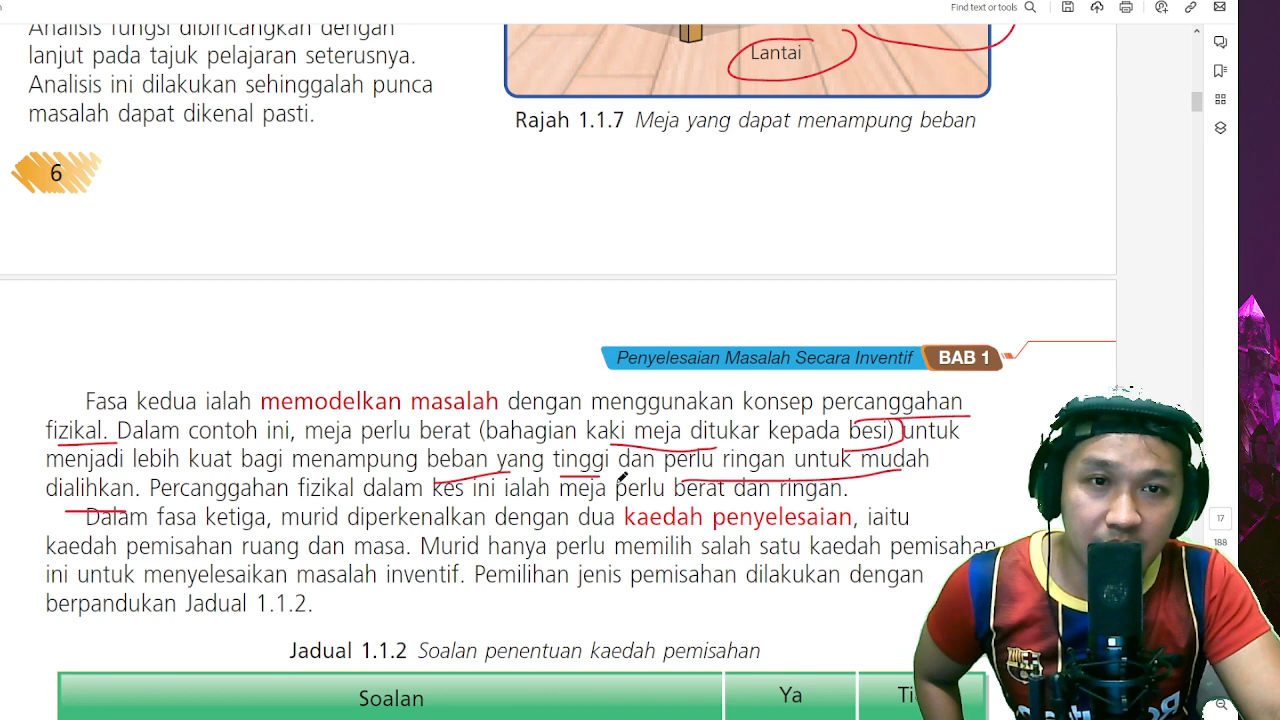 Find text or tools
Analisis fungsi dibincangkan dengan
lanjut pada tajuk pelajaran seterusnya.
Analisis ini dilakukan sehinggalah punca
masalah dapat dikenal pasti.
Lantai
Rajah 1.1.7 Meja yang dapat menampung beban
6
Penyelesaian Masalah Secara Inventif BAB 1
Fasa kedua ialah memodelkan masalah dengan menggunakan konsep percanggahan
fizikal. Dalam contoh ini, meja perlu berat (bahagian kaki meja ditukar kepada besi) untuk
menjadi lebih kuat bagi menampung beban yang tinggi dan perlu ringan untuk mudah
dialihkan. Percanggahan fizikal dalam kes ini ialah meja perlu berat dan ringan.
Dalam fasa ketiga, murid diperkenalkan dengan dua kaedah penyelesaian, iaitu
kaedah pemisahan ruang dan masa. Murid hanya perlu memilih salah satu kaedah pemisahan
ini untuk menyelesaikan masalah inventif. Pemilihan jenis pemisahan dilakukan dengan
berpandukan Jadual 1.1.2.
Jadual 1.1.2 Soalan penentuan kaedah pemisahan
Soalan Ya
17
188